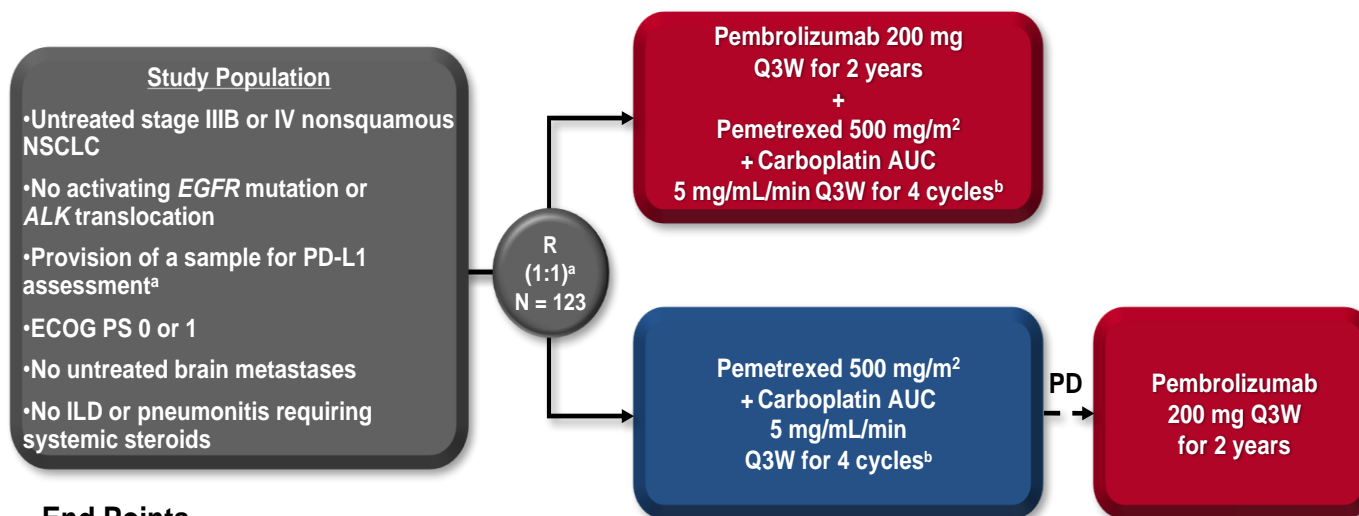 Study Population
•Untreated stage IIIB or IV nonsquamous
NSCLC
•No activating EGFR mutation or
ALK translocation
•Provision of a sample for PD-L1
assessmentᵃ
•ECOG PS 0 or 1
•No untreated brain metastases
•No ILD or pneumonitis requiring
systemic steroids
R
(1:1)ᵃ
N = 123
Pembrolizumab 200 mg
Q3W for 2 years
+
Pemetrexed 500 mg/m²
+ Carboplatin AUC
5 mg/mL/min Q3W for 4 cyclesᵇ
Pemetrexed 500 mg/m²
+ Carboplatin AUC
5 mg/mL/min
Q3W for 4 cyclesᵇ
PD
Pembrolizumab
200 mg Q3W
for 2 years
End Points